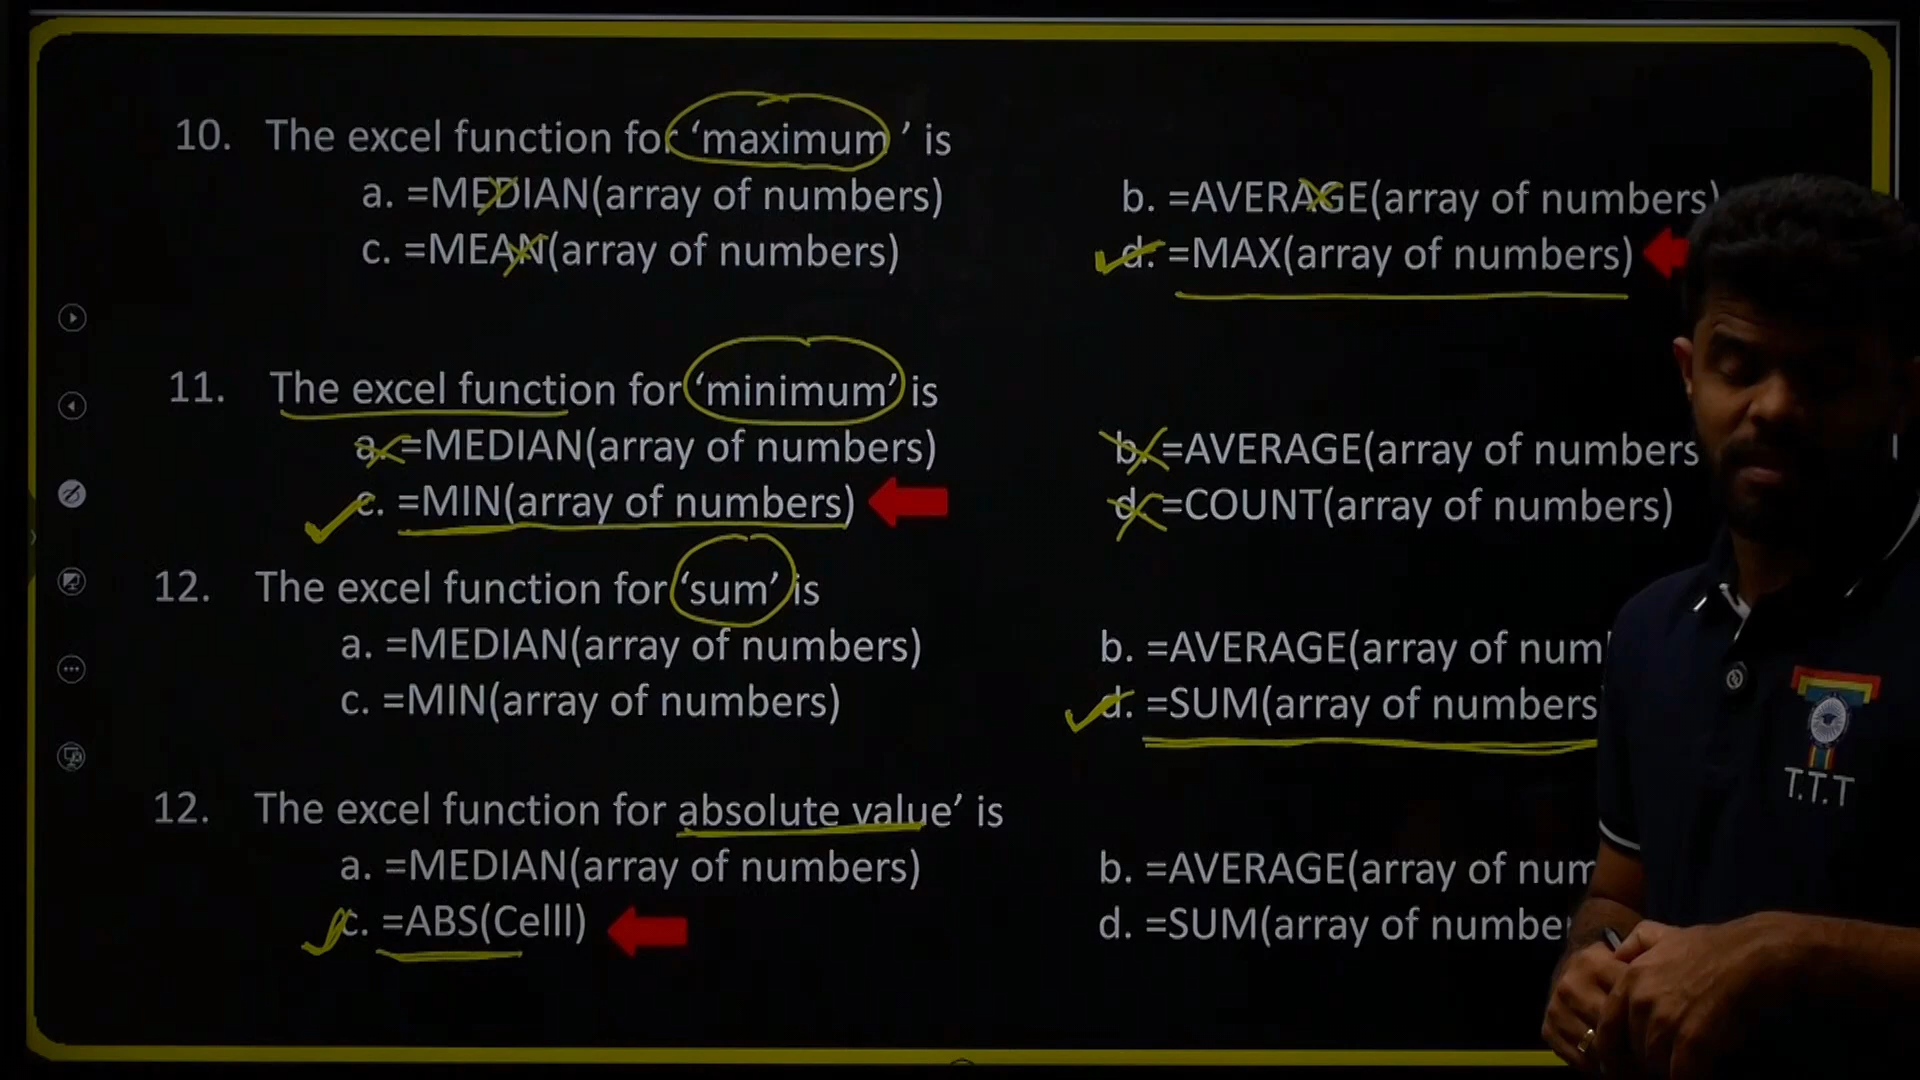 10. The excel function for ‘maximum ’ is
a. =MEDIAN(array of numbers) b. =AVERAGE(array of numbers)
c. =MEAN(array of numbers) d. =MAX(array of numbers)
11. The excel function for ‘minimum’ is
a. =MEDIAN(array of numbers) b. =AVERAGE(array of numbers
c. =MIN(array of numbers) d. =COUNT(array of numbers)
12. The excel function for ‘sum’ is
a. =MEDIAN(array of numbers) b. =AVERAGE(array of num
c. =MIN(array of numbers) d. =SUM(array of numbers
12. The excel function for absolute value’ is
a. =MEDIAN(array of numbers) b. =AVERAGE(array of num
c. =ABS(Celll) d. =SUM(array of numbe
T.T.T